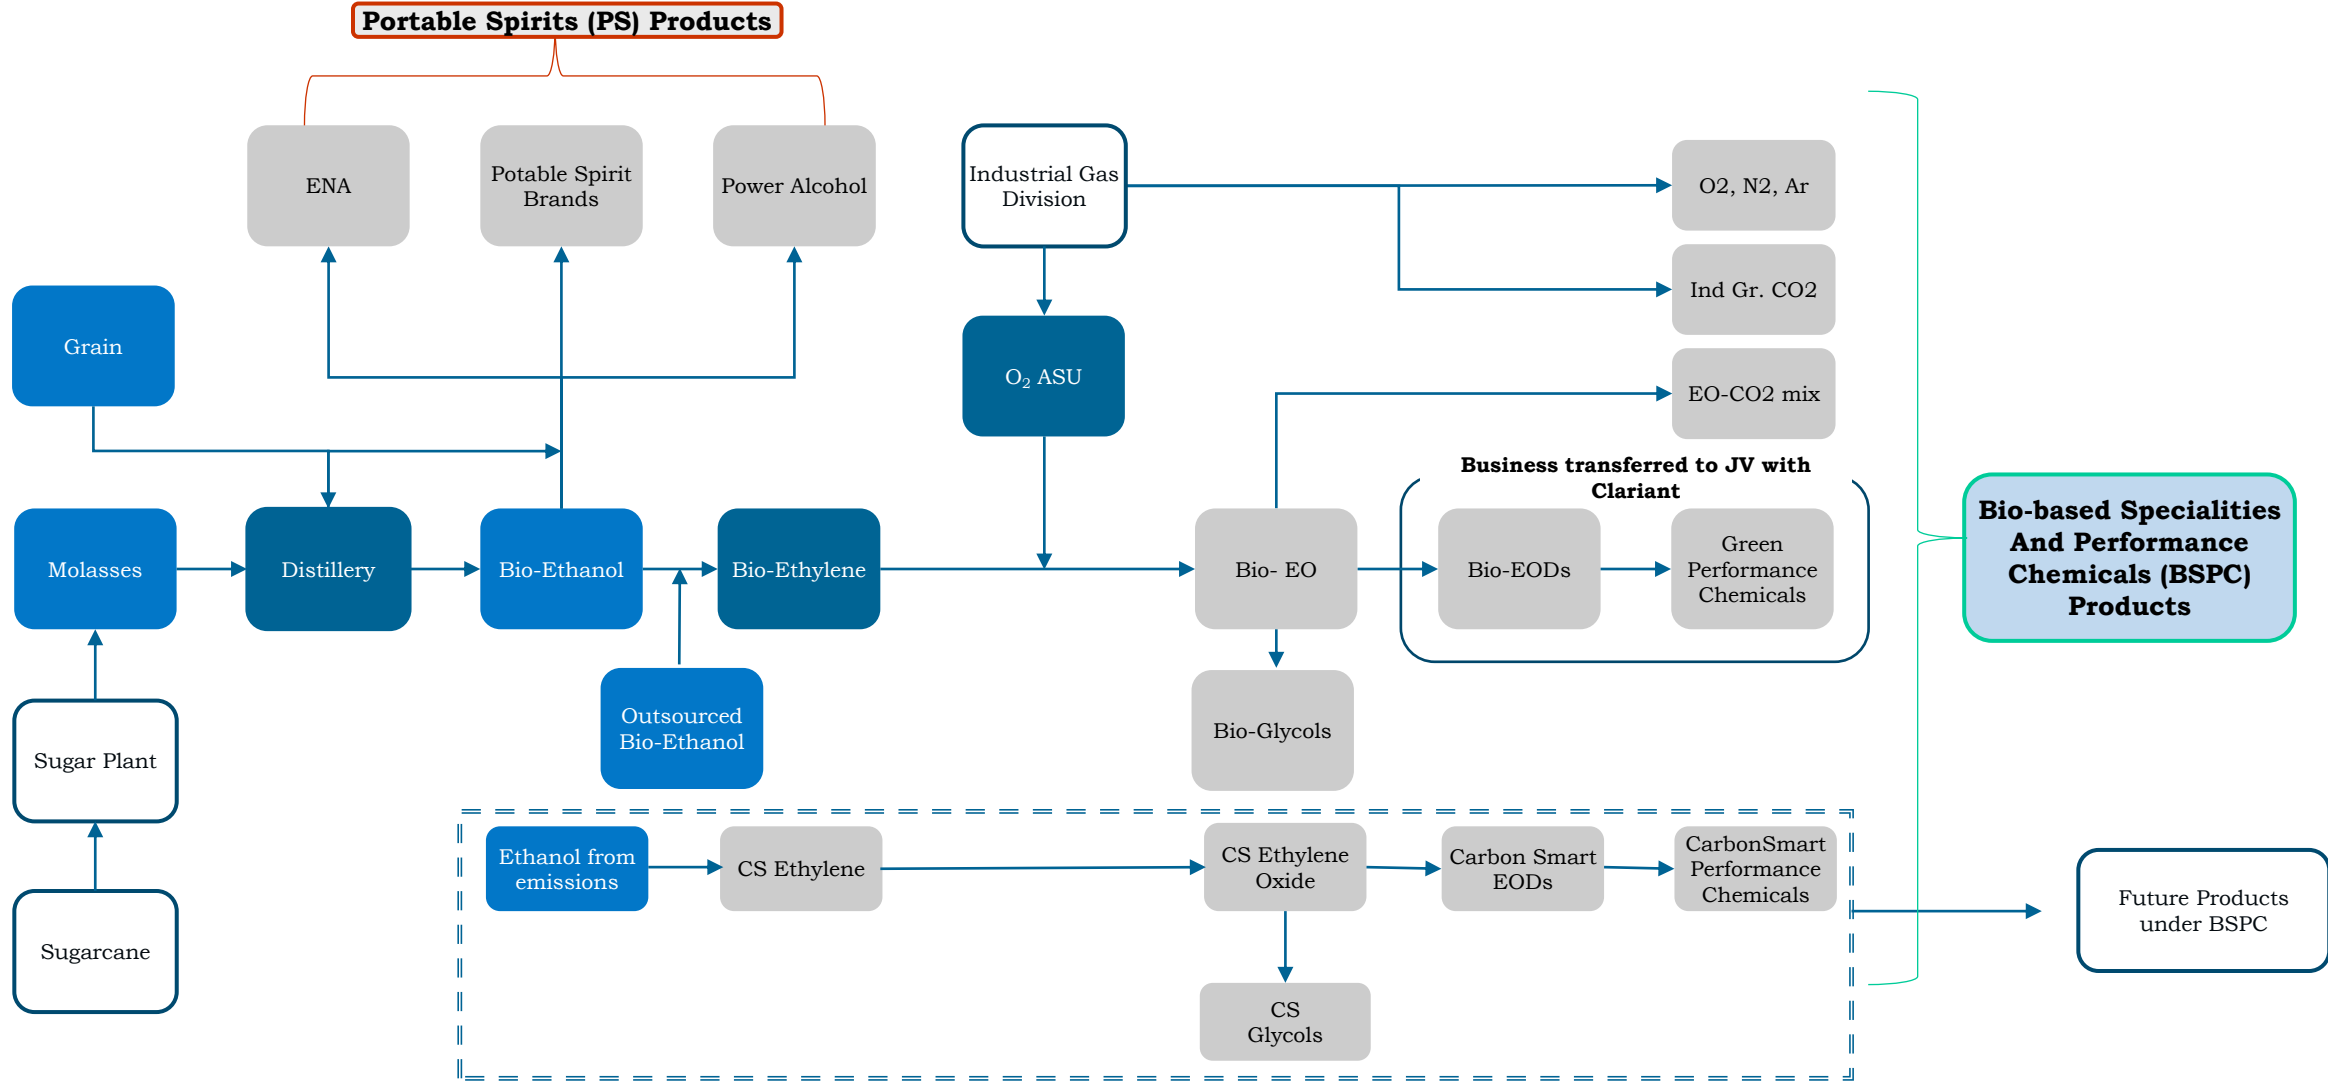 Portable Spirits (PS) Products
ENA
Potable Spirit
Brands
Power Alcohol
Industrial Gas
Division
O2, N2, Ar
Ind Gr. CO2
Grain
O₂ ASU
EO-CO2 mix
Business transferred to JV with
Clariant
Molasses
Distillery
Bio-Ethanol
Bio-Ethylene
Bio- EO
Bio-EODs
Green
Performance
Chemicals
Bio-based Specialities
And Performance
Chemicals (BSPC)
Products
Outsourced
Bio-Ethanol
Bio-Glycols
Sugar Plant
Ethanol from
emissions
CS Ethylene
CS Ethylene
Oxide
Carbon Smart
EODs
CarbonSmart
Performance
Chemicals
Future Products
under BSPC
Sugarcane
CS
Glycols